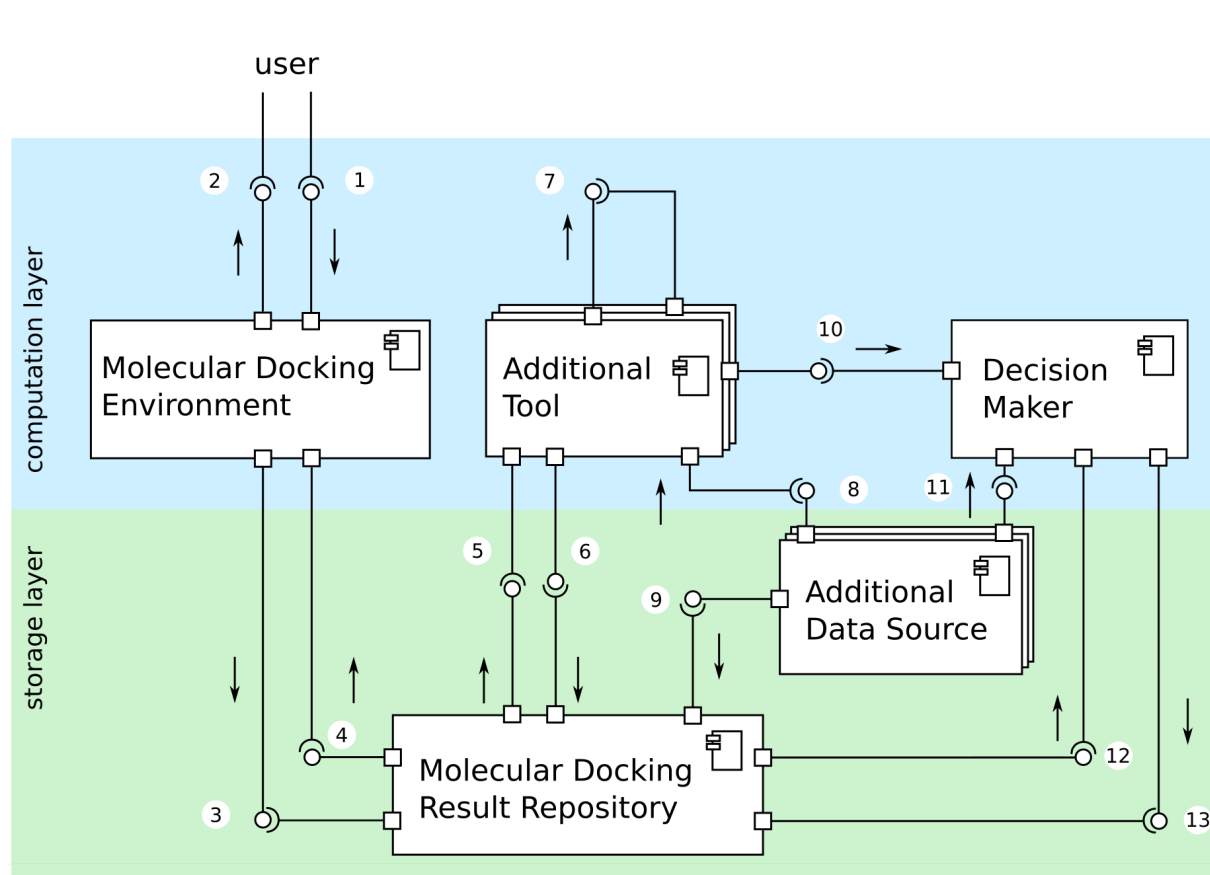 user
2
1
7
computation layer
10
Molecular Docking
Environment
Additional
Tool
Decision
Maker
8
11
storage layer
5
6
9
Additional
Data Source
4
12
Molecular Docking
Result Repository
3
13